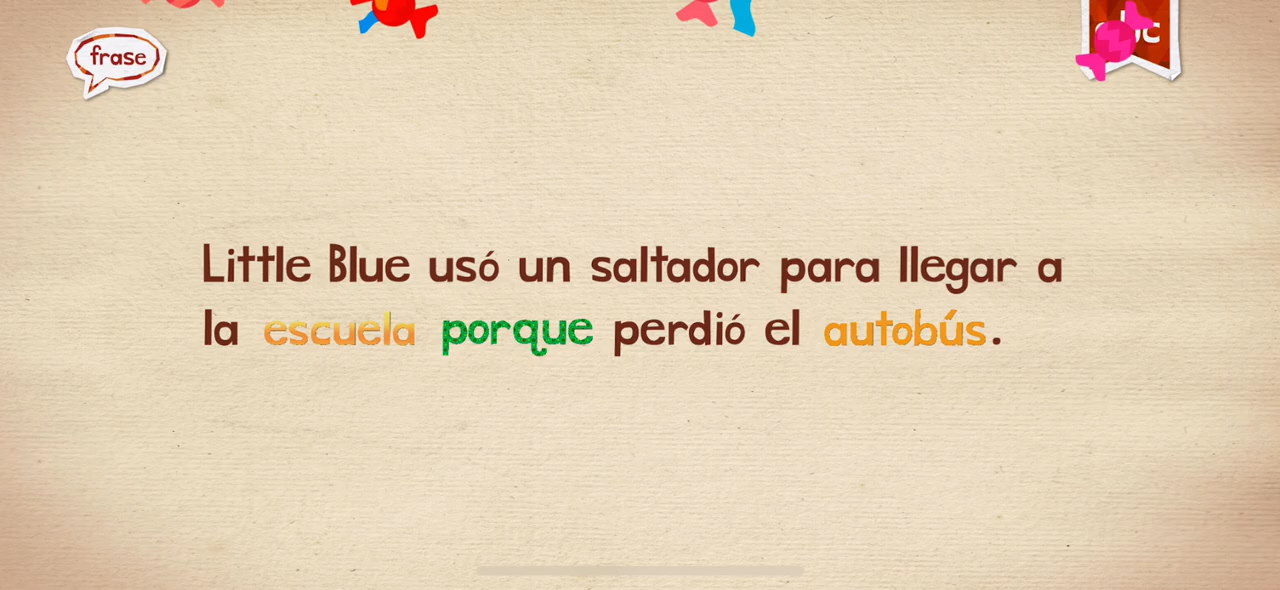 frase
Little Blue usó un saltador para llegar a
la escuela porque perdió el autobús.